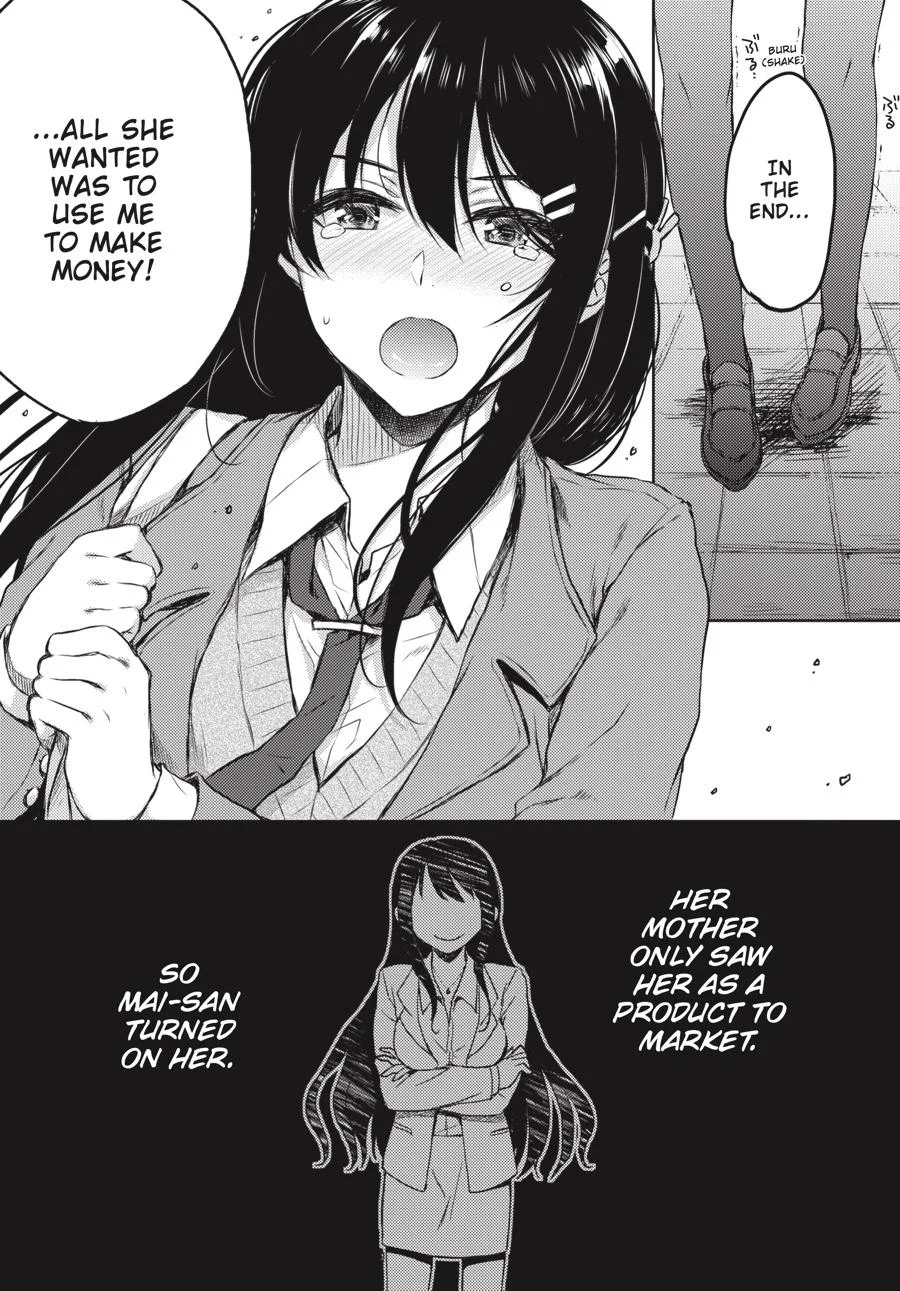 ぶる
BURU
(SHAKE)
ぶる
IN
THE
END...
...ALL SHE
WANTED
WAS TO
USE ME
TO MAKE
MONEY!
HER
MOTHER
ONLY SAW
HER AS A
PRODUCT TO
MARKET.
SO
MAI-SAN
TURNED
ON HER.